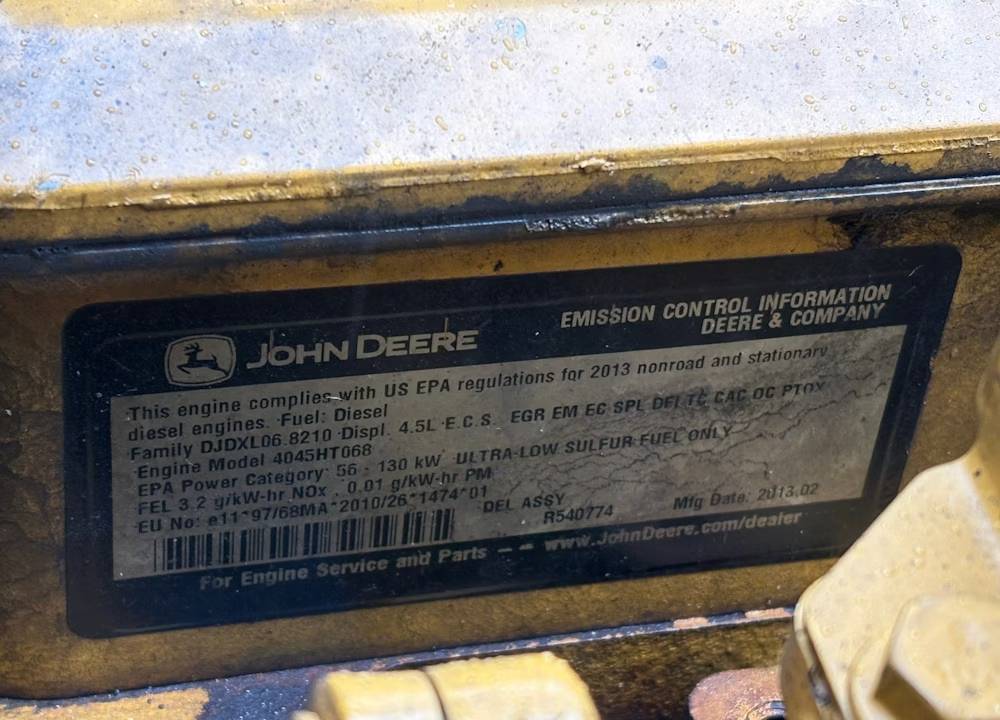 EMISSION CONTROL INFORMATION
DEERE & COMPANY
JOHN DEERE
This engine complies with US EPA regulations for 2013 nonroad and stationary
diesel engines. Fuel: Diesel
Family DJDXL06.8210 Displ. 4.5L E.C.S. EGR EM EC SPL DFI TC CAC OC PTOX
Engine Model 4045HT068
EPA Power Category 56 - 130 kW ULTRA-LOW SULFUR FUEL ONLY
FEL 3.2 g/kW-hr NOx 0.01 g/kW-hr PM
EU No: e11*97/68MA*2010/26*1474*01
DEL ASSY
R540774
Mfg Date: 2013.02
For Engine Service and Parts – – www.JohnDeere.com/dealer